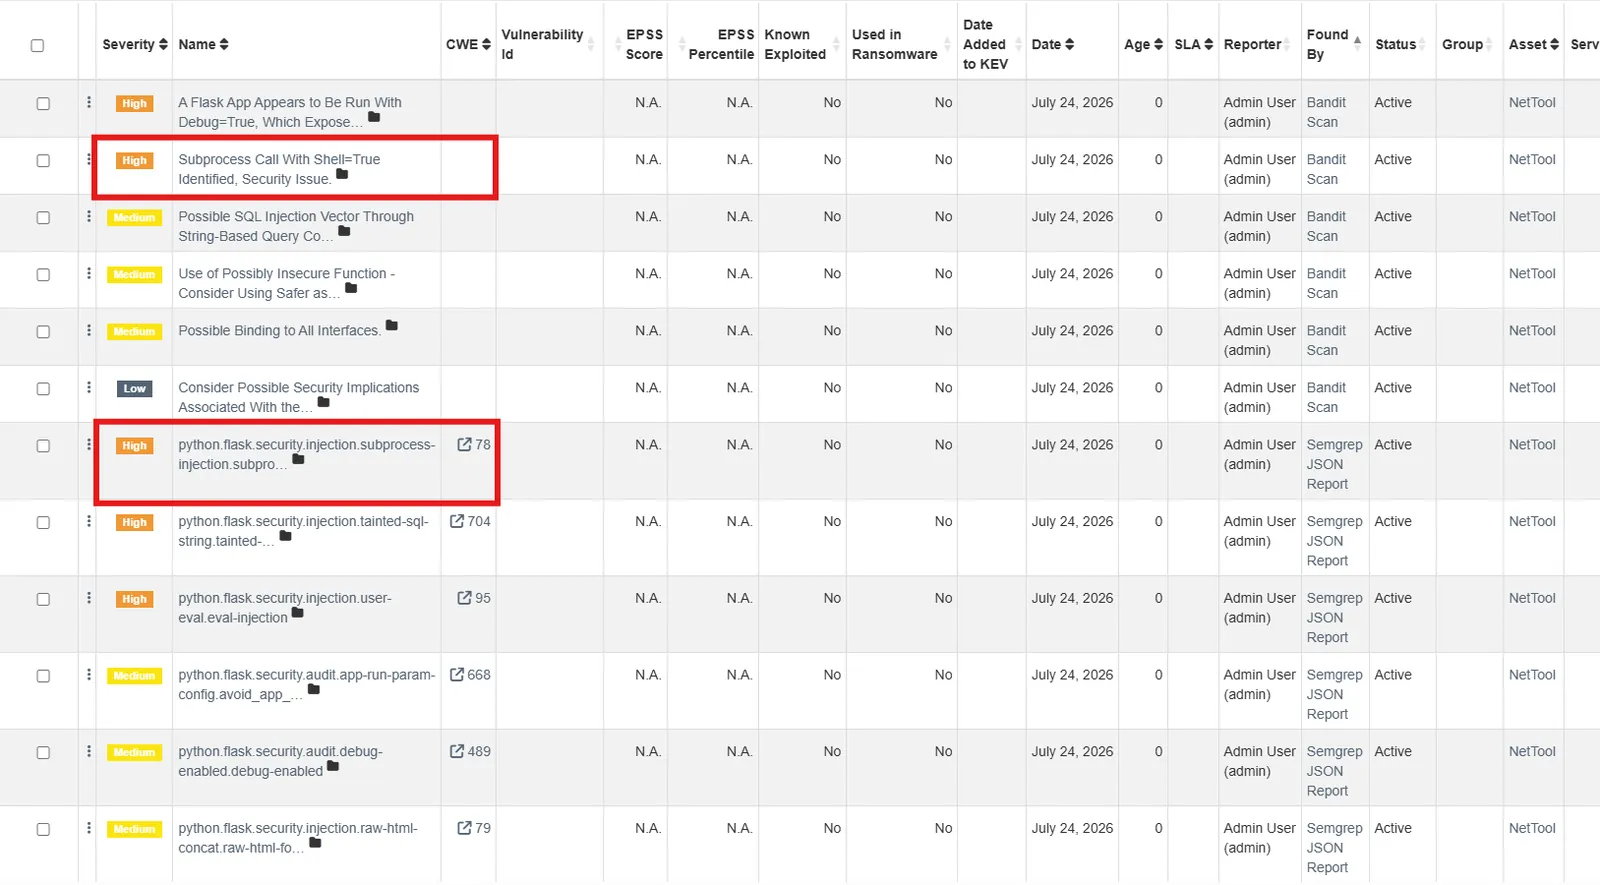 Severity Name CWE Vulnerability Id EPSS Score EPSS Percentile Known Exploited Used in Ransomware Date Added to KEV Date Age SLA Reporter Found By Status Group Asset Serv
High A Flask App Appears to Be Run With N.A. N.A. No No July 24, 2026 0 Admin User Bandit Active NetTool
Debug=True, Which Expose... (admin) Scan
High Subprocess Call With Shell=True N.A. N.A. No No July 24, 2026 0 Admin User Bandit Active NetTool
Identified, Security Issue. (admin) Scan
Medium Possible SQL Injection Vector Through N.A. N.A. No No July 24, 2026 0 Admin User Bandit Active NetTool
String-Based Query Co... (admin) Scan
Medium Use of Possibly Insecure Function - N.A. N.A. No No July 24, 2026 0 Admin User Bandit Active NetTool
Consider Using Safer as... (admin) Scan
Medium Possible Binding to All Interfaces. N.A. N.A. No No July 24, 2026 0 Admin User Bandit Active NetTool
(admin) Scan
Low Consider Possible Security Implications N.A. N.A. No No July 24, 2026 0 Admin User Bandit Active NetTool
Associated With the... (admin) Scan
High python.flask.security.injection.subprocess- 78 N.A. N.A. No No July 24, 2026 0 Admin User Semgrep Active NetTool
injection.subpro... (admin) JSON
Report
High python.flask.security.injection.tainted-sql- 704 N.A. N.A. No No July 24, 2026 0 Admin User Semgrep Active NetTool
string.tainted-... (admin) JSON
Report
High python.flask.security.injection.user- 95 N.A. N.A. No No July 24, 2026 0 Admin User Semgrep Active NetTool
eval.eval-injection (admin) JSON
Report
Medium python.flask.security.audit.app-run-param- 668 N.A. N.A. No No July 24, 2026 0 Admin User Semgrep Active NetTool
config.avoid_app_... (admin) JSON
Report
Medium python.flask.security.audit.debug- 489 N.A. N.A. No No July 24, 2026 0 Admin User Semgrep Active NetTool
enabled.debug-enabled (admin) JSON
Report
Medium python.flask.security.injection.raw-html- 79 N.A. N.A. No No July 24, 2026 0 Admin User Semgrep Active NetTool
concat.raw-html-fo... (admin) JSON
Report